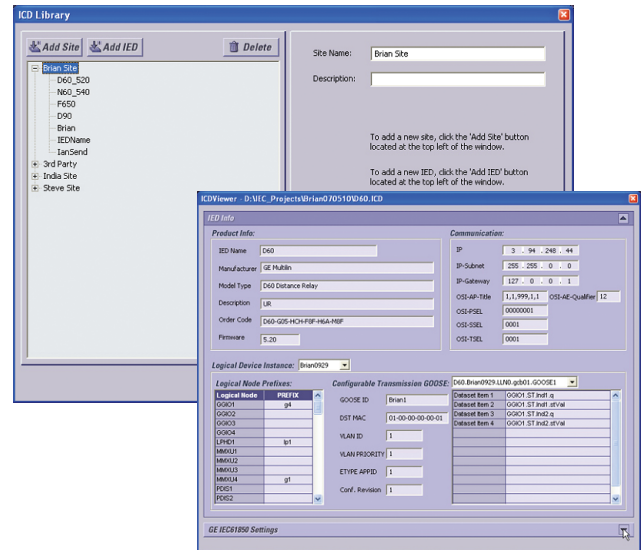 ICD Library
Add Site Add IED Delete
Brian Site
D60_520
N60_540
F650
D90
Brian
IEDName
IanSend
3rd Party
India Site
Steve Site
Site Name: Brian Site
Description:
To add a new site, click the 'Add Site' button
located at the top left of the window.
To add a new IED, click the 'Add IED' button
located at the top left of the window.
ICDViewer - D:\IEC_Projects\Brian070510\D60.ICD
IED Info
Product Info:
IED Name D60
Manufacturer GE Multilin
Model Type D60 Distance Relay
Description UR
Order Code D60-G05-HCH-F8F-H6A-M8F
Firmware 5.20
Communication:
IP 3 . 94 . 248 . 44
IP-Subnet 255 . 255 . 0 . 0
IP-Gateway 127 . 0 . 0 . 1
OSI-AP-Title 1,1,999,1,1 OSI-AE-Qualifier 12
OSI-PSEL 00000001
OSI-SSEL 0001
OSI-TSEL 0001
Logical Device Instance: Brian0929
Logical Node Prefixes:
Logical Node PREFIX
GGIO1 g4
GGIO2
GGIO3
GGIO4
LPHD1 lp1
MMXU1
MMXU2
MMXU3
MMXU4 g1
PDIS1
PDIS2
Configurable Transmission GOOSE: D60.Brian0929.LLN0.gcb01.GOOSE1
GOOSE ID Brian1
DST MAC 01-00-00-00-00-01
VLAN ID 1
VLAN PRIORITY 1
ETYPE APPID 1
Conf. Revision 1
Dataset Item 1 GGIO1.ST.Ind1.q
Dataset Item 2 GGIO1.ST.Ind1.stVal
Dataset Item 3 GGIO1.ST.Ind2.q
Dataset Item 4 GGIO1.ST.Ind2.stVal
GE IEC61850 Settings